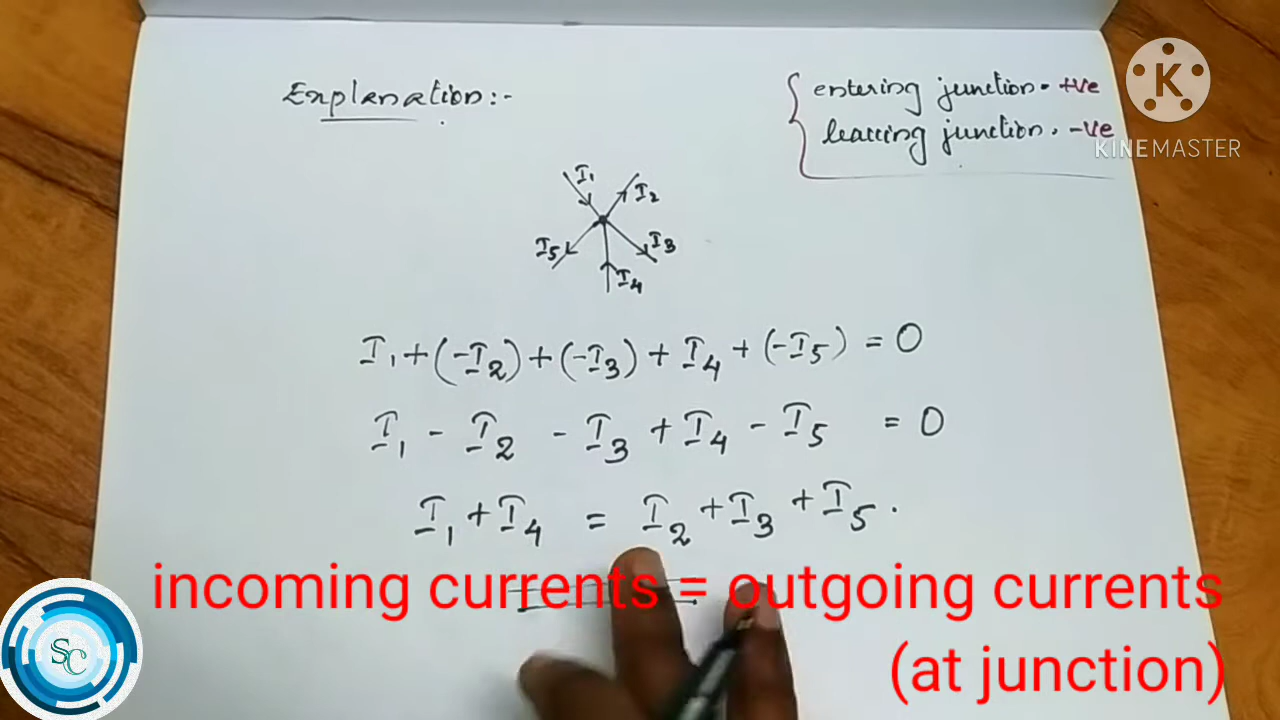 Explanation:-
entering junction - +ve
leaving junction. -ve
KINEMASTER
K
I₁
I₂
I₅
I₃
I₄
I₁ + (-I₂) + (-I₃) + I₄ + (-I₅) = 0
I₁ - I₂ - I₃ + I₄ - I₅ = 0
I₁ + I₄ = I₂ + I₃ + I₅.
incoming currents = outgoing currents
(at junction)
SC